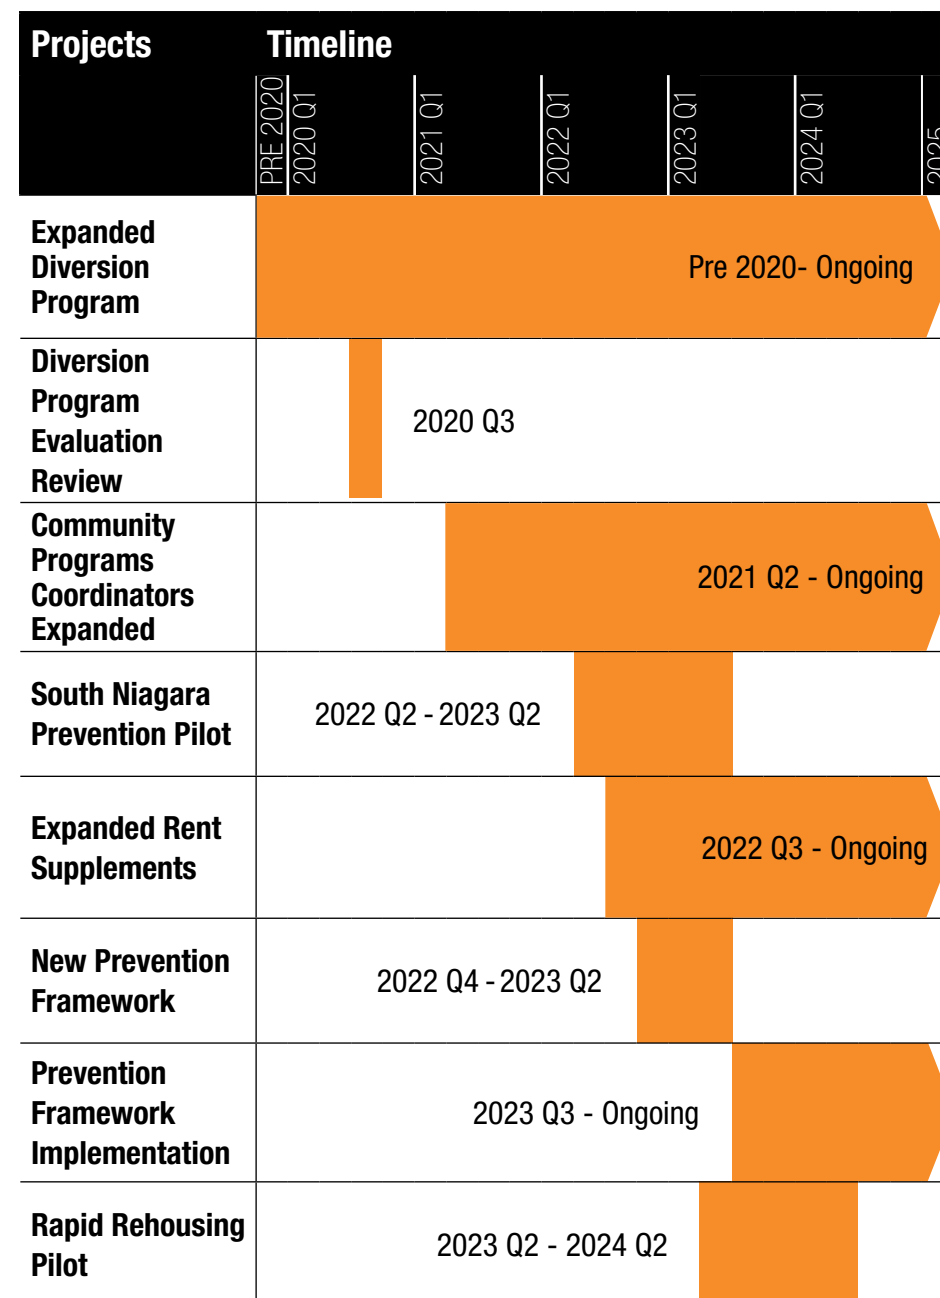 Projects
Timeline
PRE 2020
2020 Q1
2021 Q1
2022 Q1
2023 Q1
2024 Q1
2025
Expanded
Diversion
Program
Pre 2020- Ongoing
Diversion
Program
Evaluation
Review
2020 Q3
Community
Programs
Coordinators
Expanded
2021 Q2 - Ongoing
South Niagara
Prevention Pilot
2022 Q2 - 2023 Q2
Expanded Rent
Supplements
2022 Q3 - Ongoing
New Prevention
Framework
2022 Q4 - 2023 Q2
Prevention
Framework
Implementation
2023 Q3 - Ongoing
Rapid Rehousing
Pilot
2023 Q2 - 2024 Q2